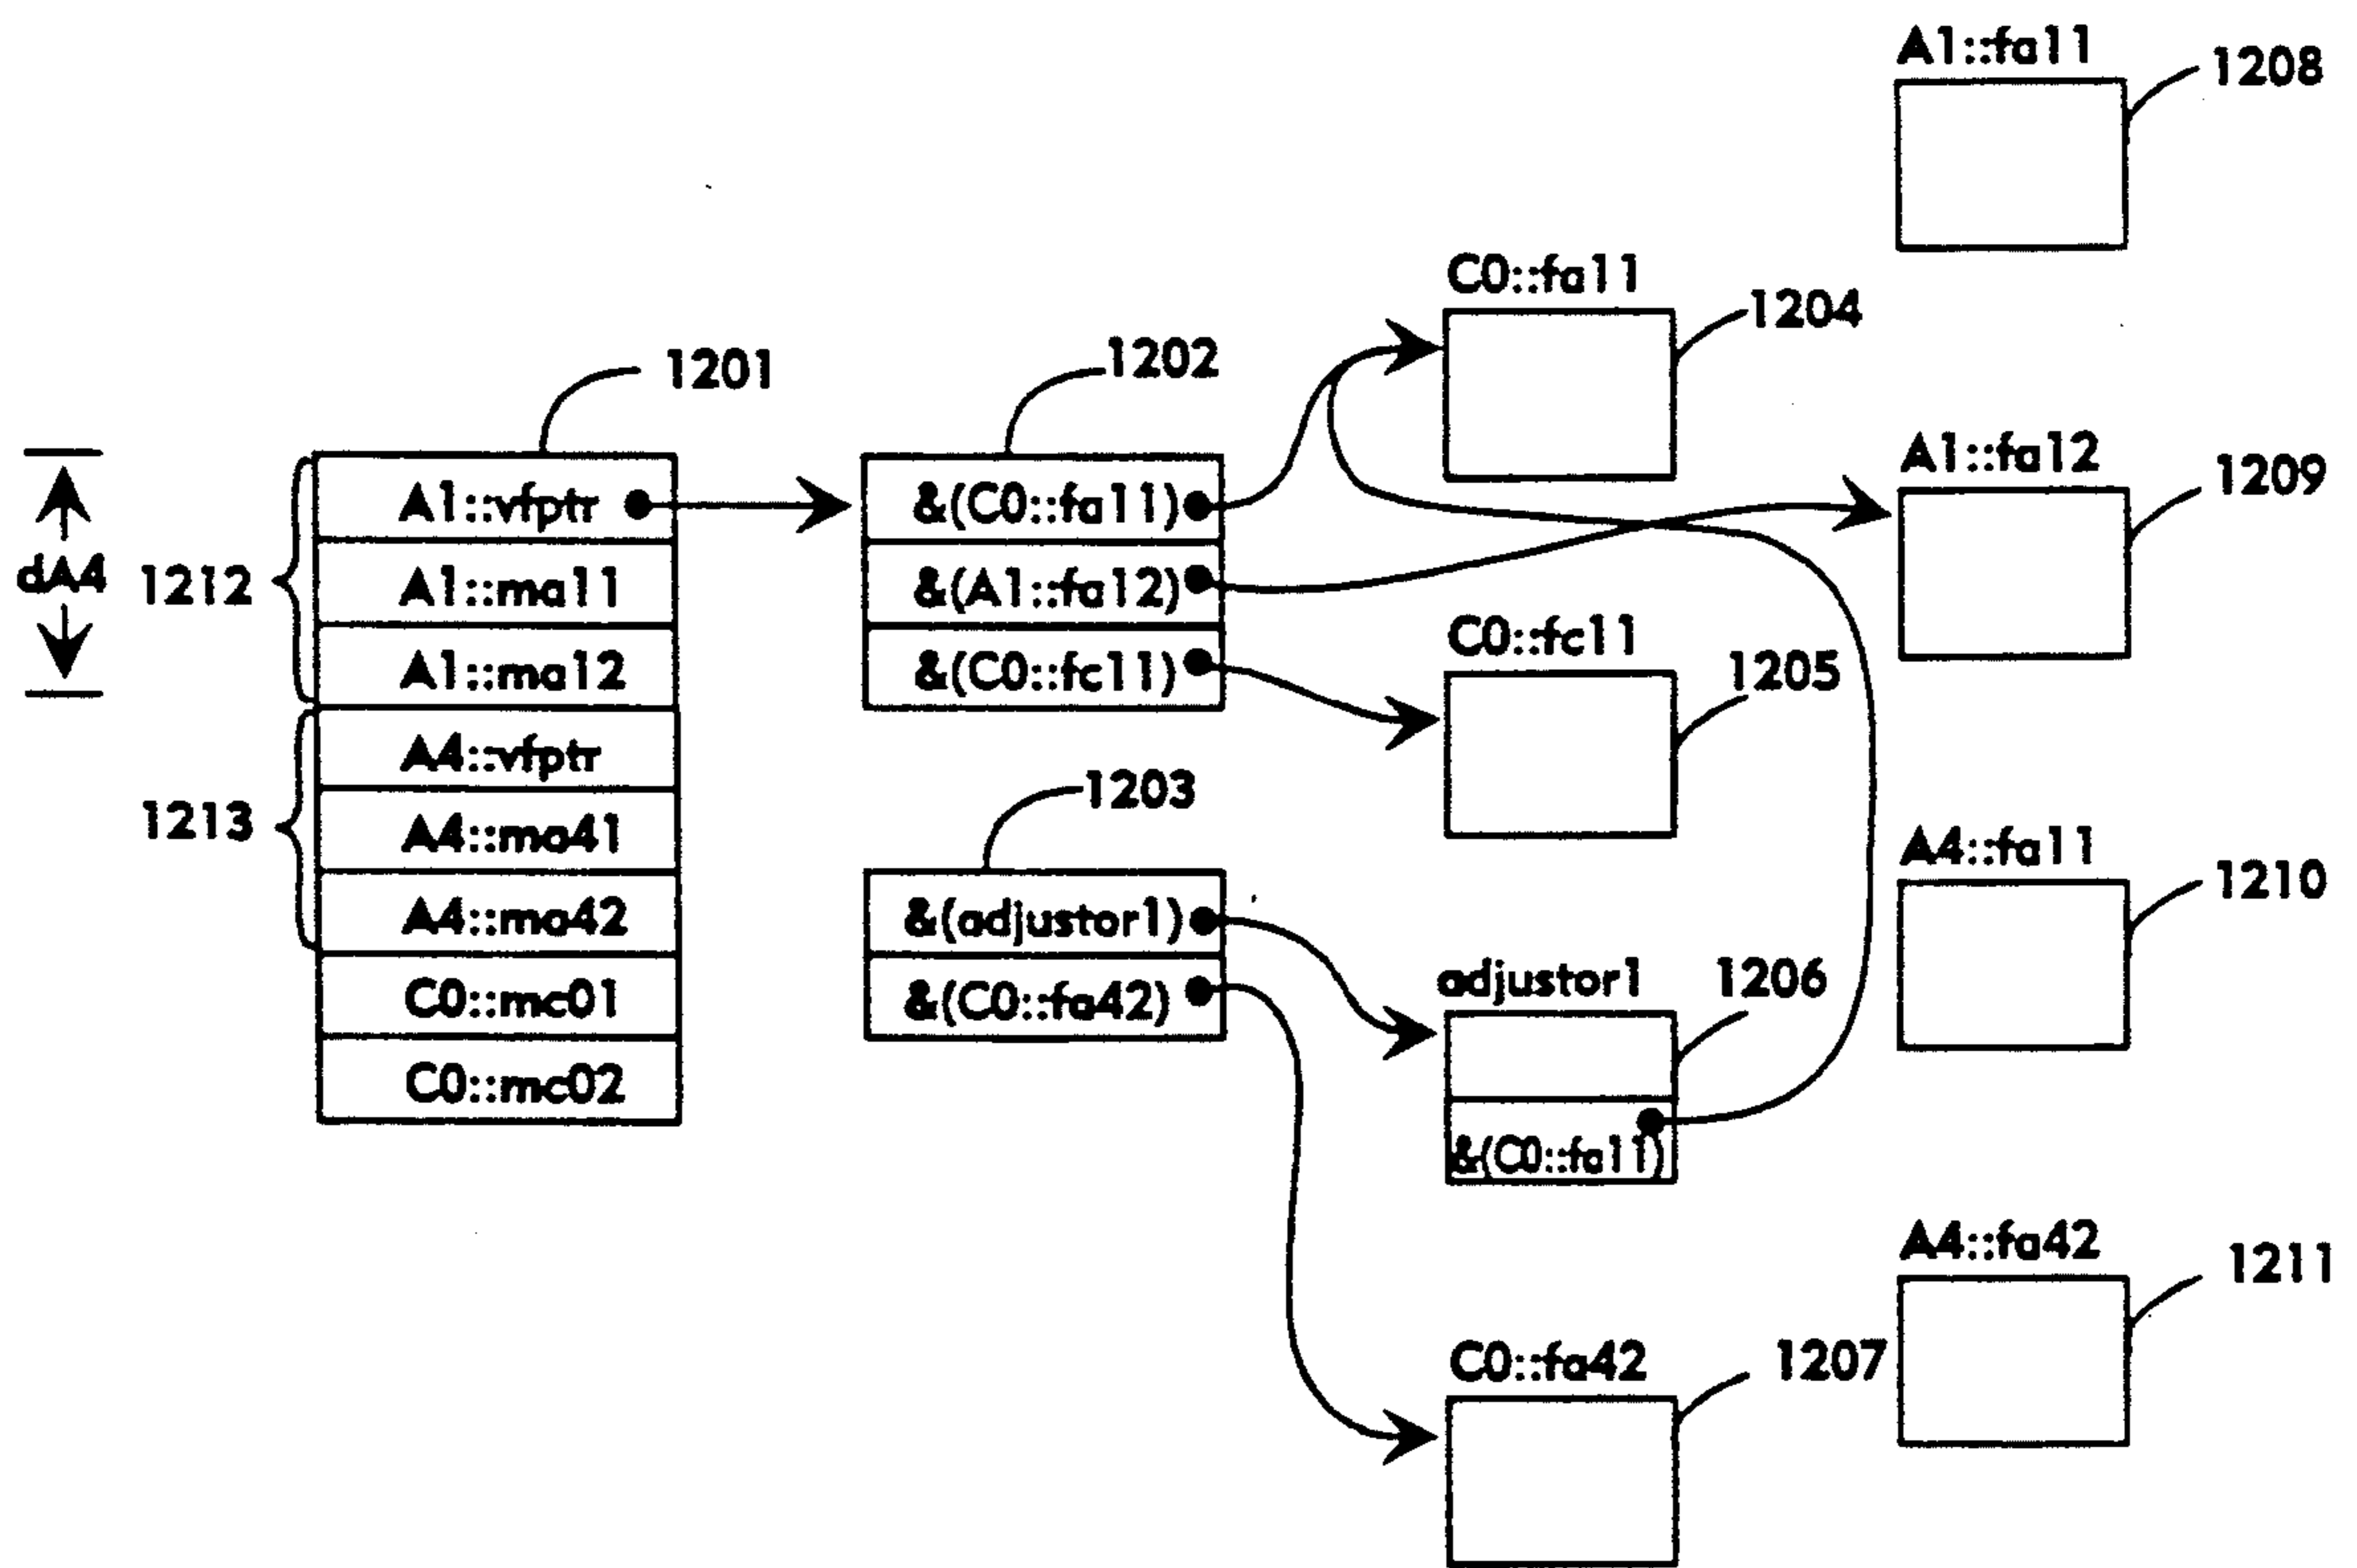 A1::fa11
1208
C0::fa11
1204
1201
1202
A1::fa12
1209
dA4
1212
A1::vfptr
A1::ma11
A1::ma12
&(C0::fa11)
&(A1::fa12)
&(C0::fc11)
C0::fc11
1205
1213
A4::vfptr
A4::ma41
A4::ma42
C0::mc01
C0::mc02
1203
&(adjustor1)
&(C0::fa42)
A4::fa11
1210
adjustor1
1206
&(C0::fa11)
A4::fa42
1211
C0::fa42
1207